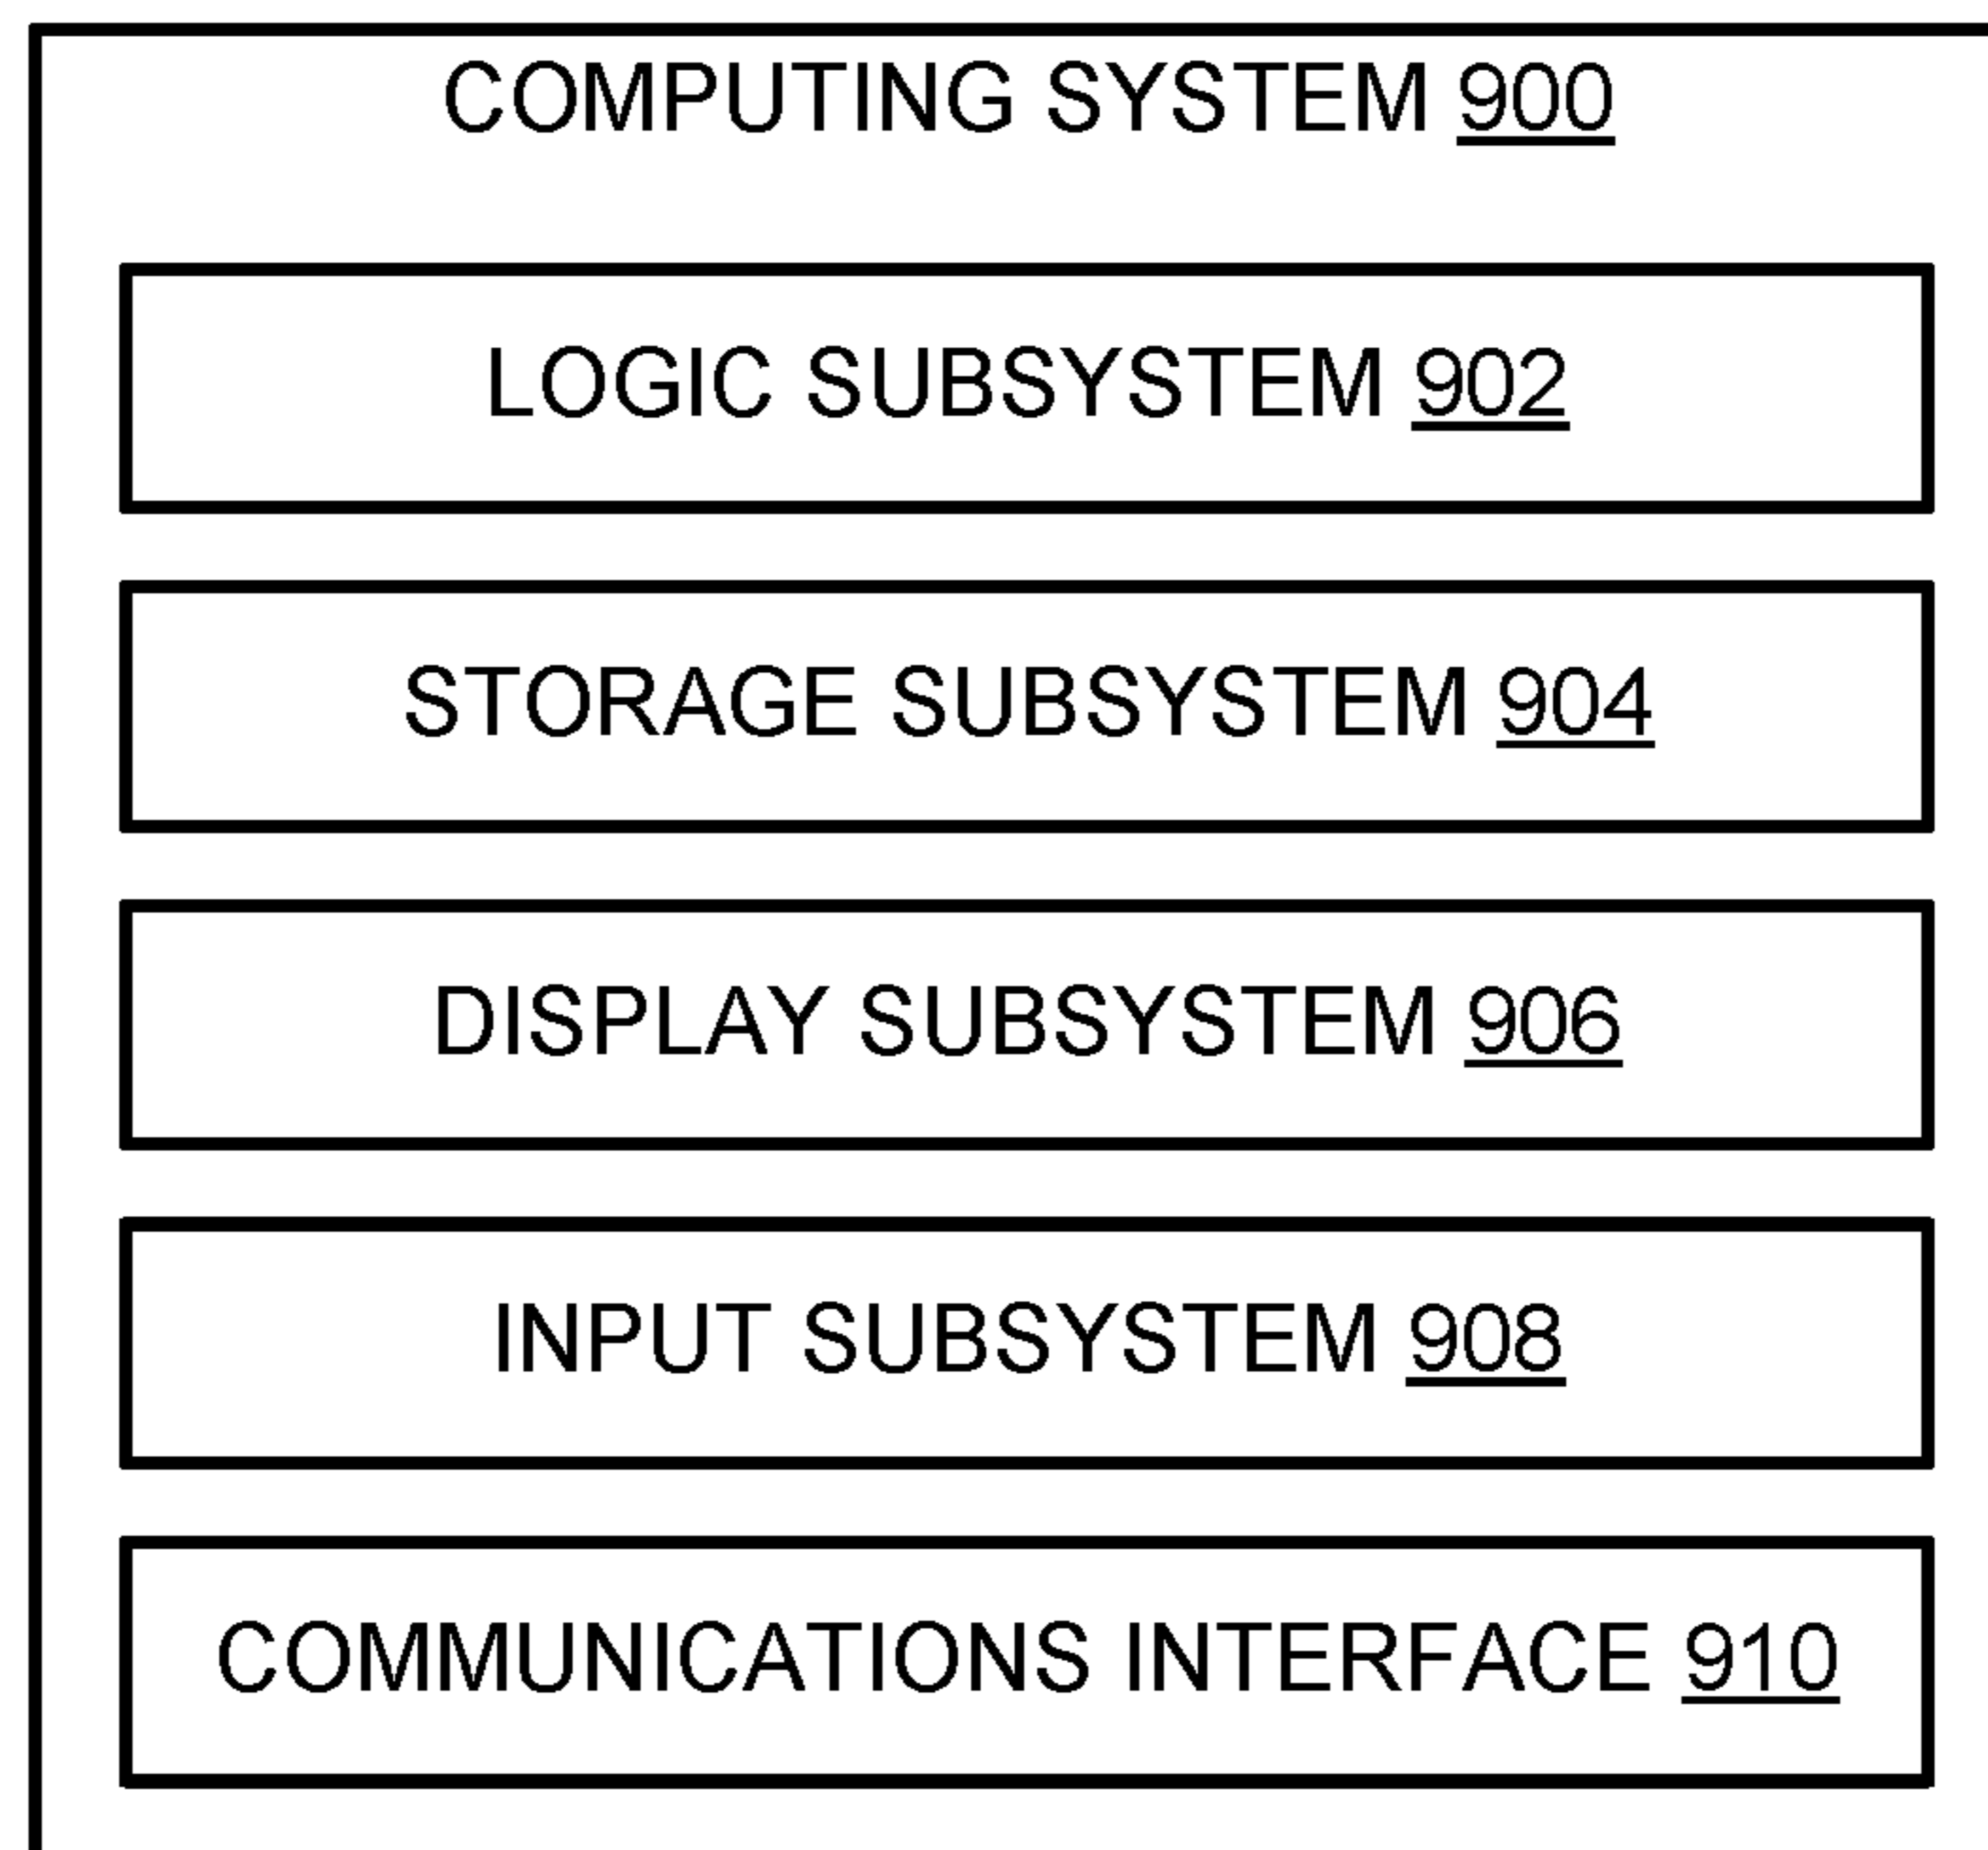 COMPUTING SYSTEM 900
LOGIC SUBSYSTEM 902
STORAGE SUBSYSTEM 904
DISPLAY SUBSYSTEM 906
INPUT SUBSYSTEM 908
COMMUNICATIONS INTERFACE 910